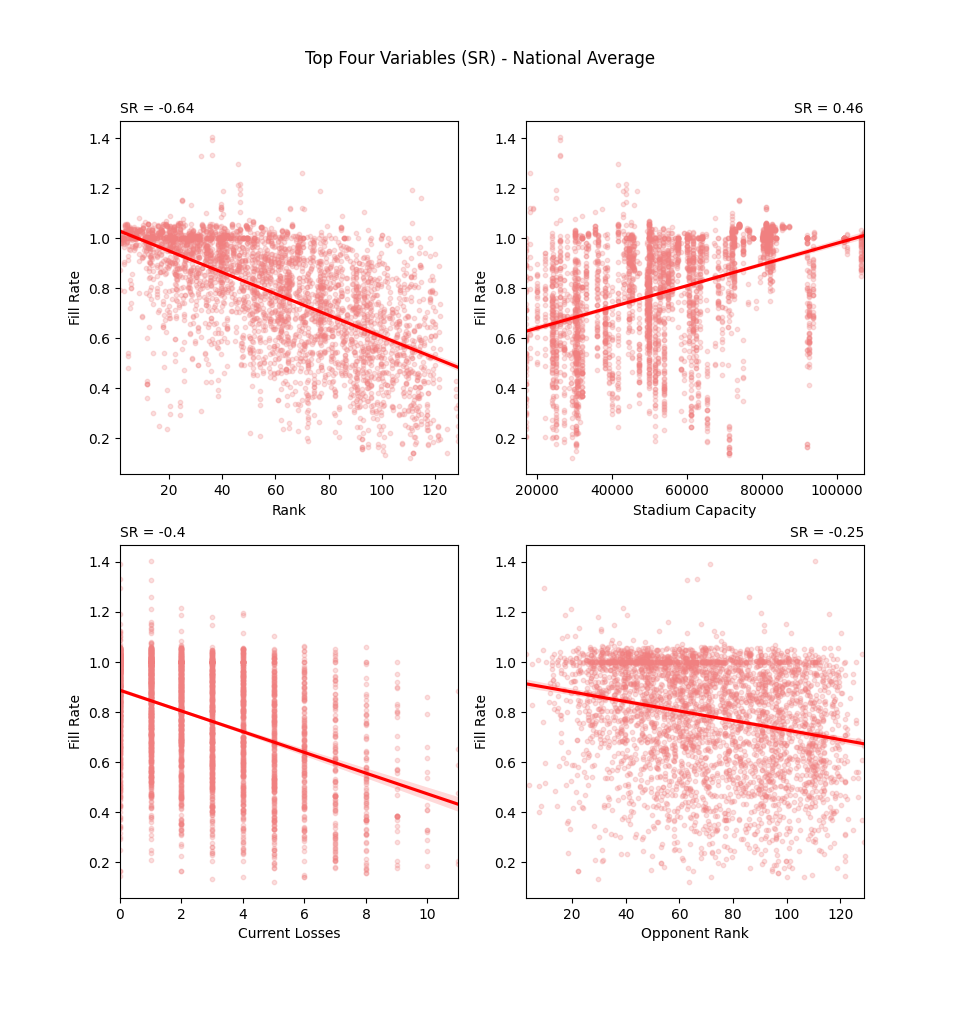 Top Four Variables (SR) - National Average
SR = -0.64
SR = 0.46
1.4
1.2
1.0
0.8
0.6
0.4
0.2
Fill Rate
20 40 60 80 100 120
Rank
1.4
1.2
1.0
0.8
0.6
0.4
0.2
Fill Rate
20000 40000 60000 80000 100000
Stadium Capacity
SR = -0.4
SR = -0.25
1.4
1.2
1.0
0.8
0.6
0.4
0.2
Fill Rate
0 2 4 6 8 10
Current Losses
1.4
1.2
1.0
0.8
0.6
0.4
0.2
Fill Rate
20 40 60 80 100 120
Opponent Rank